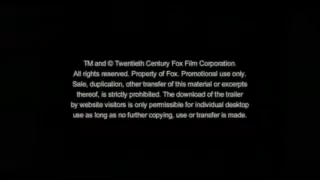 TM and © Twentieth Century Fox Film Corporation.
All rights reserved. Property of Fox. Promotional use only.
Sale, duplication, other transfer of this material or excerpts
thereof, is strictly prohibited. The download of the trailer
by website visitors is only permissible for individual desktop
use as long as no further copying, use or transfer is made.